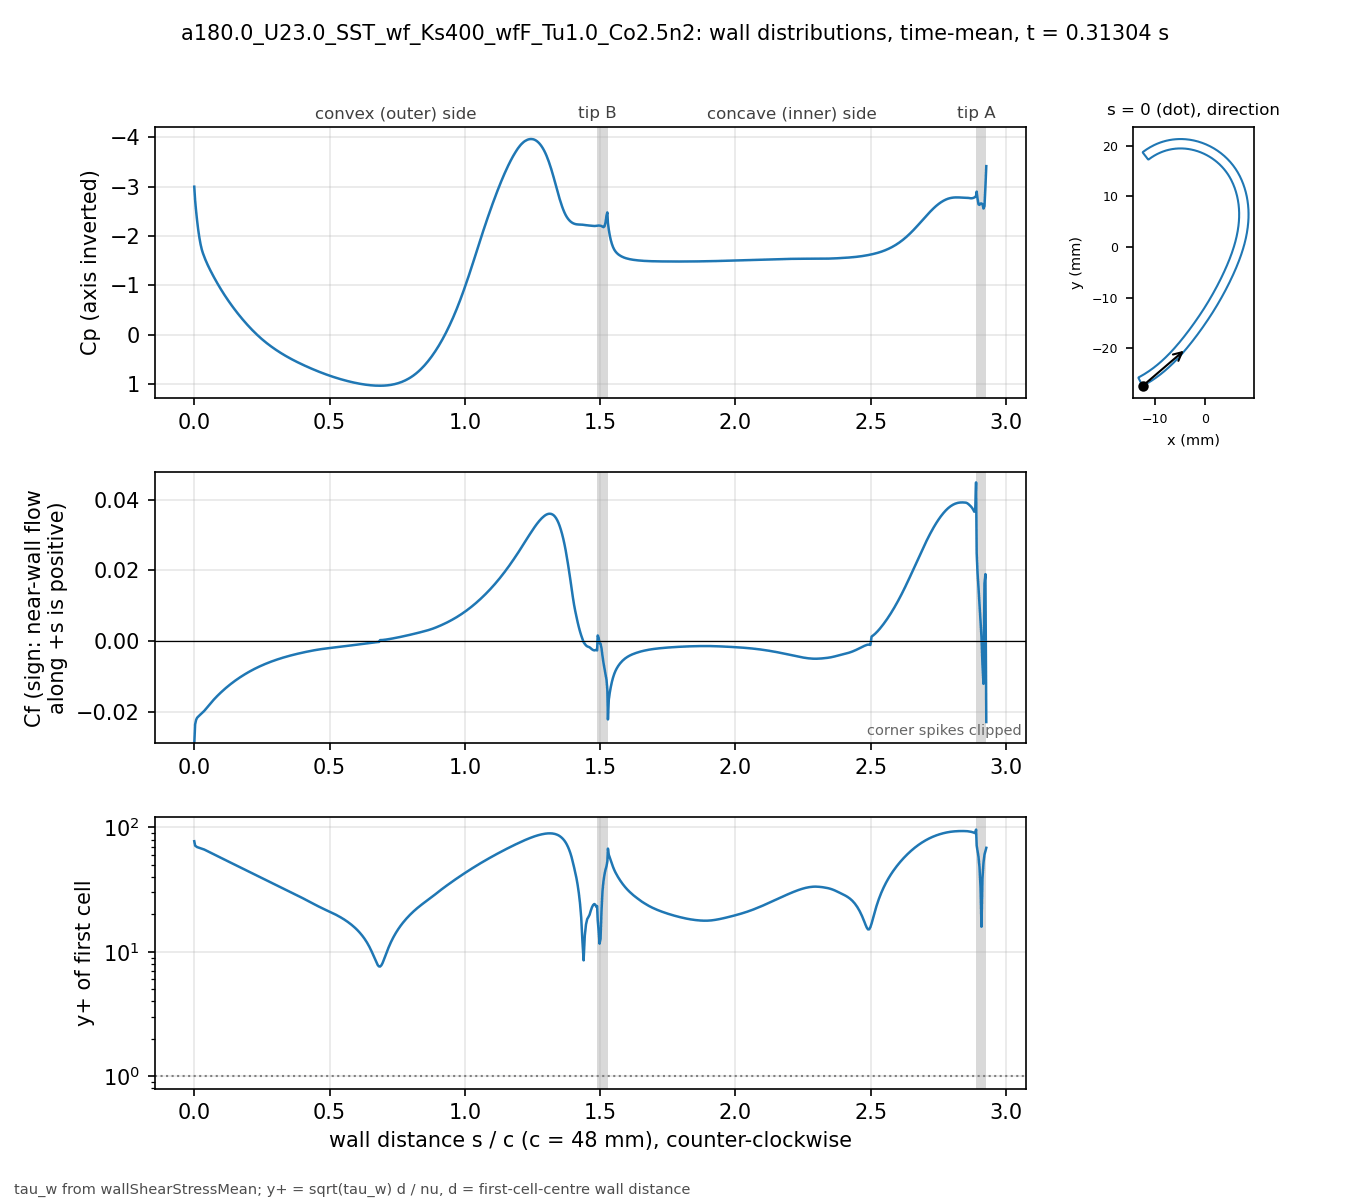 a180.0_U23.0_SST_wf_Ks400_wfF_Tu1.0_Co2.5n2: wall distributions, time-mean, t = 0.31304 s
convex (outer) side
tip B
concave (inner) side
tip A
s = 0 (dot), direction
Cp (axis inverted)
−4
−3
−2
−1
0
1
0.0 0.5 1.0 1.5 2.0 2.5 3.0
y (mm)
20
10
0
−10
−20
−10 0
x (mm)
Cf (sign: near-wall flow
along +s is positive)
0.04
0.02
0.00
−0.02
corner spikes clipped
0.0 0.5 1.0 1.5 2.0 2.5 3.0
y+ of first cell
10²
10¹
10⁰
0.0 0.5 1.0 1.5 2.0 2.5 3.0
wall distance s / c (c = 48 mm), counter-clockwise
tau_w from wallShearStressMean; y+ = sqrt(tau_w) d / nu, d = first-cell-centre wall distance